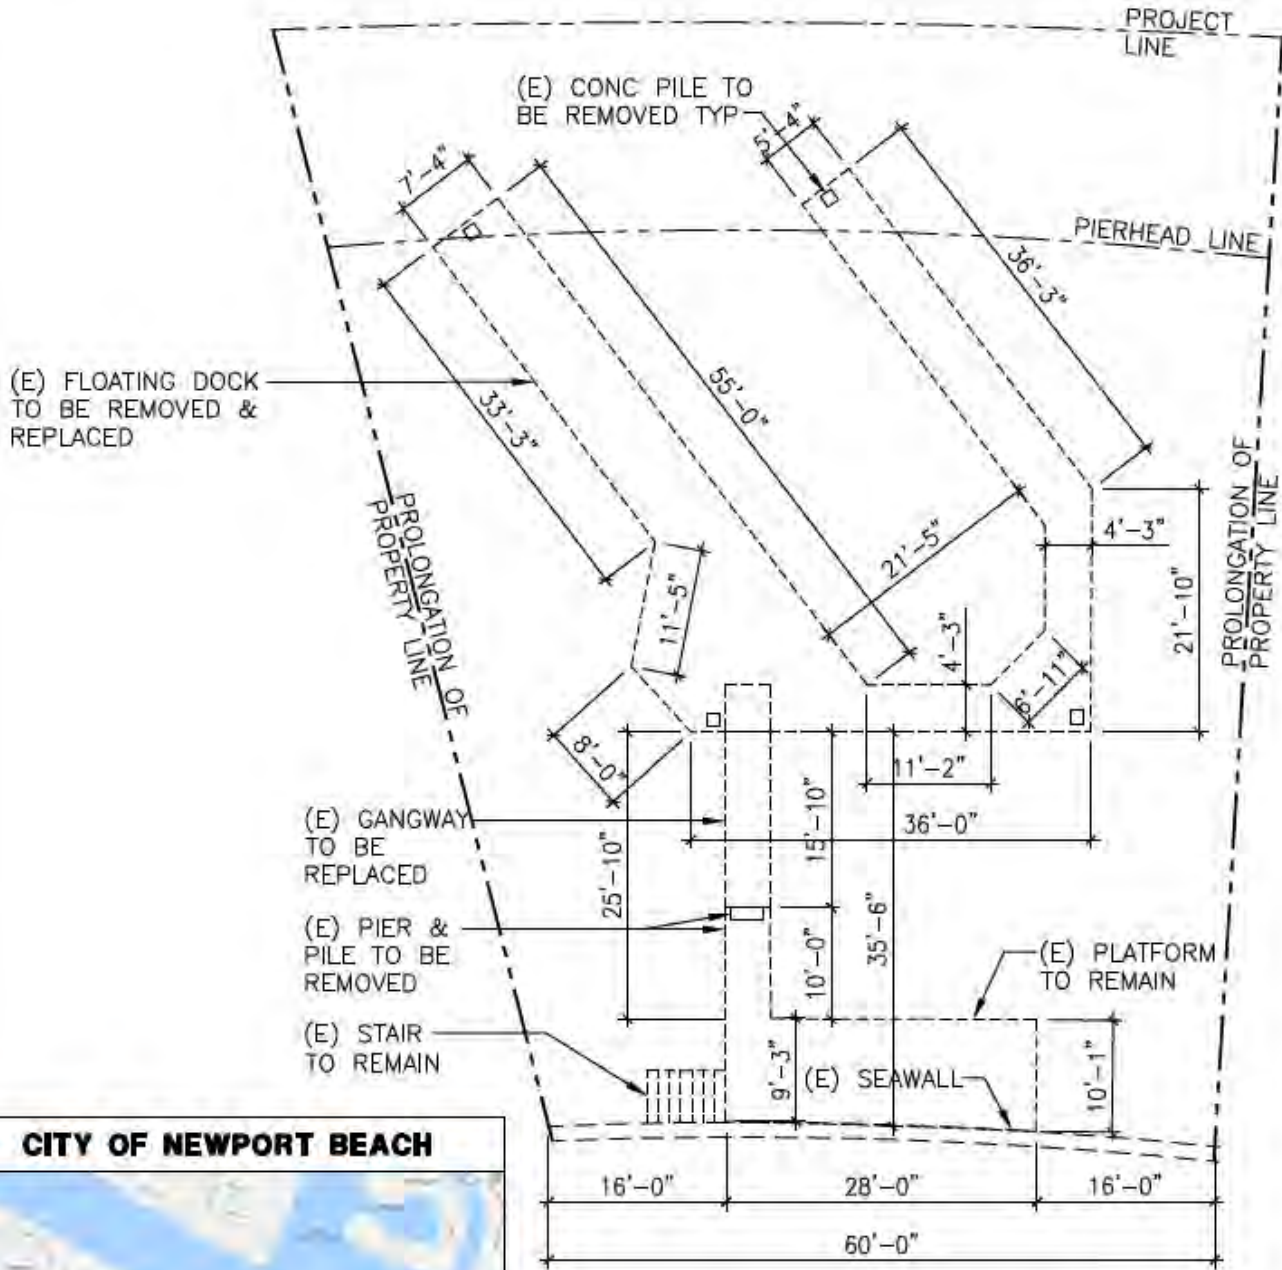 PROJECT
LINE
(E) CONC PILE TO
BE REMOVED TYP
5'-4"
7'-4"
PIERHEAD LINE
36'-3"
(E) FLOATING DOCK
TO BE REMOVED &
REPLACED
33'-3"
55'-0"
PROLONGATION OF
PROPERTY LINE
PROLONGATION OF
PROPERTY LINE
21'-5"
4'-3"
11'-5"
4'-3"
21'-10"
6'-11"
8'-0"
11'-2"
36'-0"
15'-10"
(E) GANGWAY
TO BE
REPLACED
25'-10"
35'-6"
(E) PIER &
PILE TO BE
REMOVED
10'-0"
(E) PLATFORM
TO REMAIN
(E) STAIR
TO REMAIN
9'-3"
(E) SEAWALL
10'-1"
CITY OF NEWPORT BEACH
16'-0"
28'-0"
16'-0"
60'-0"